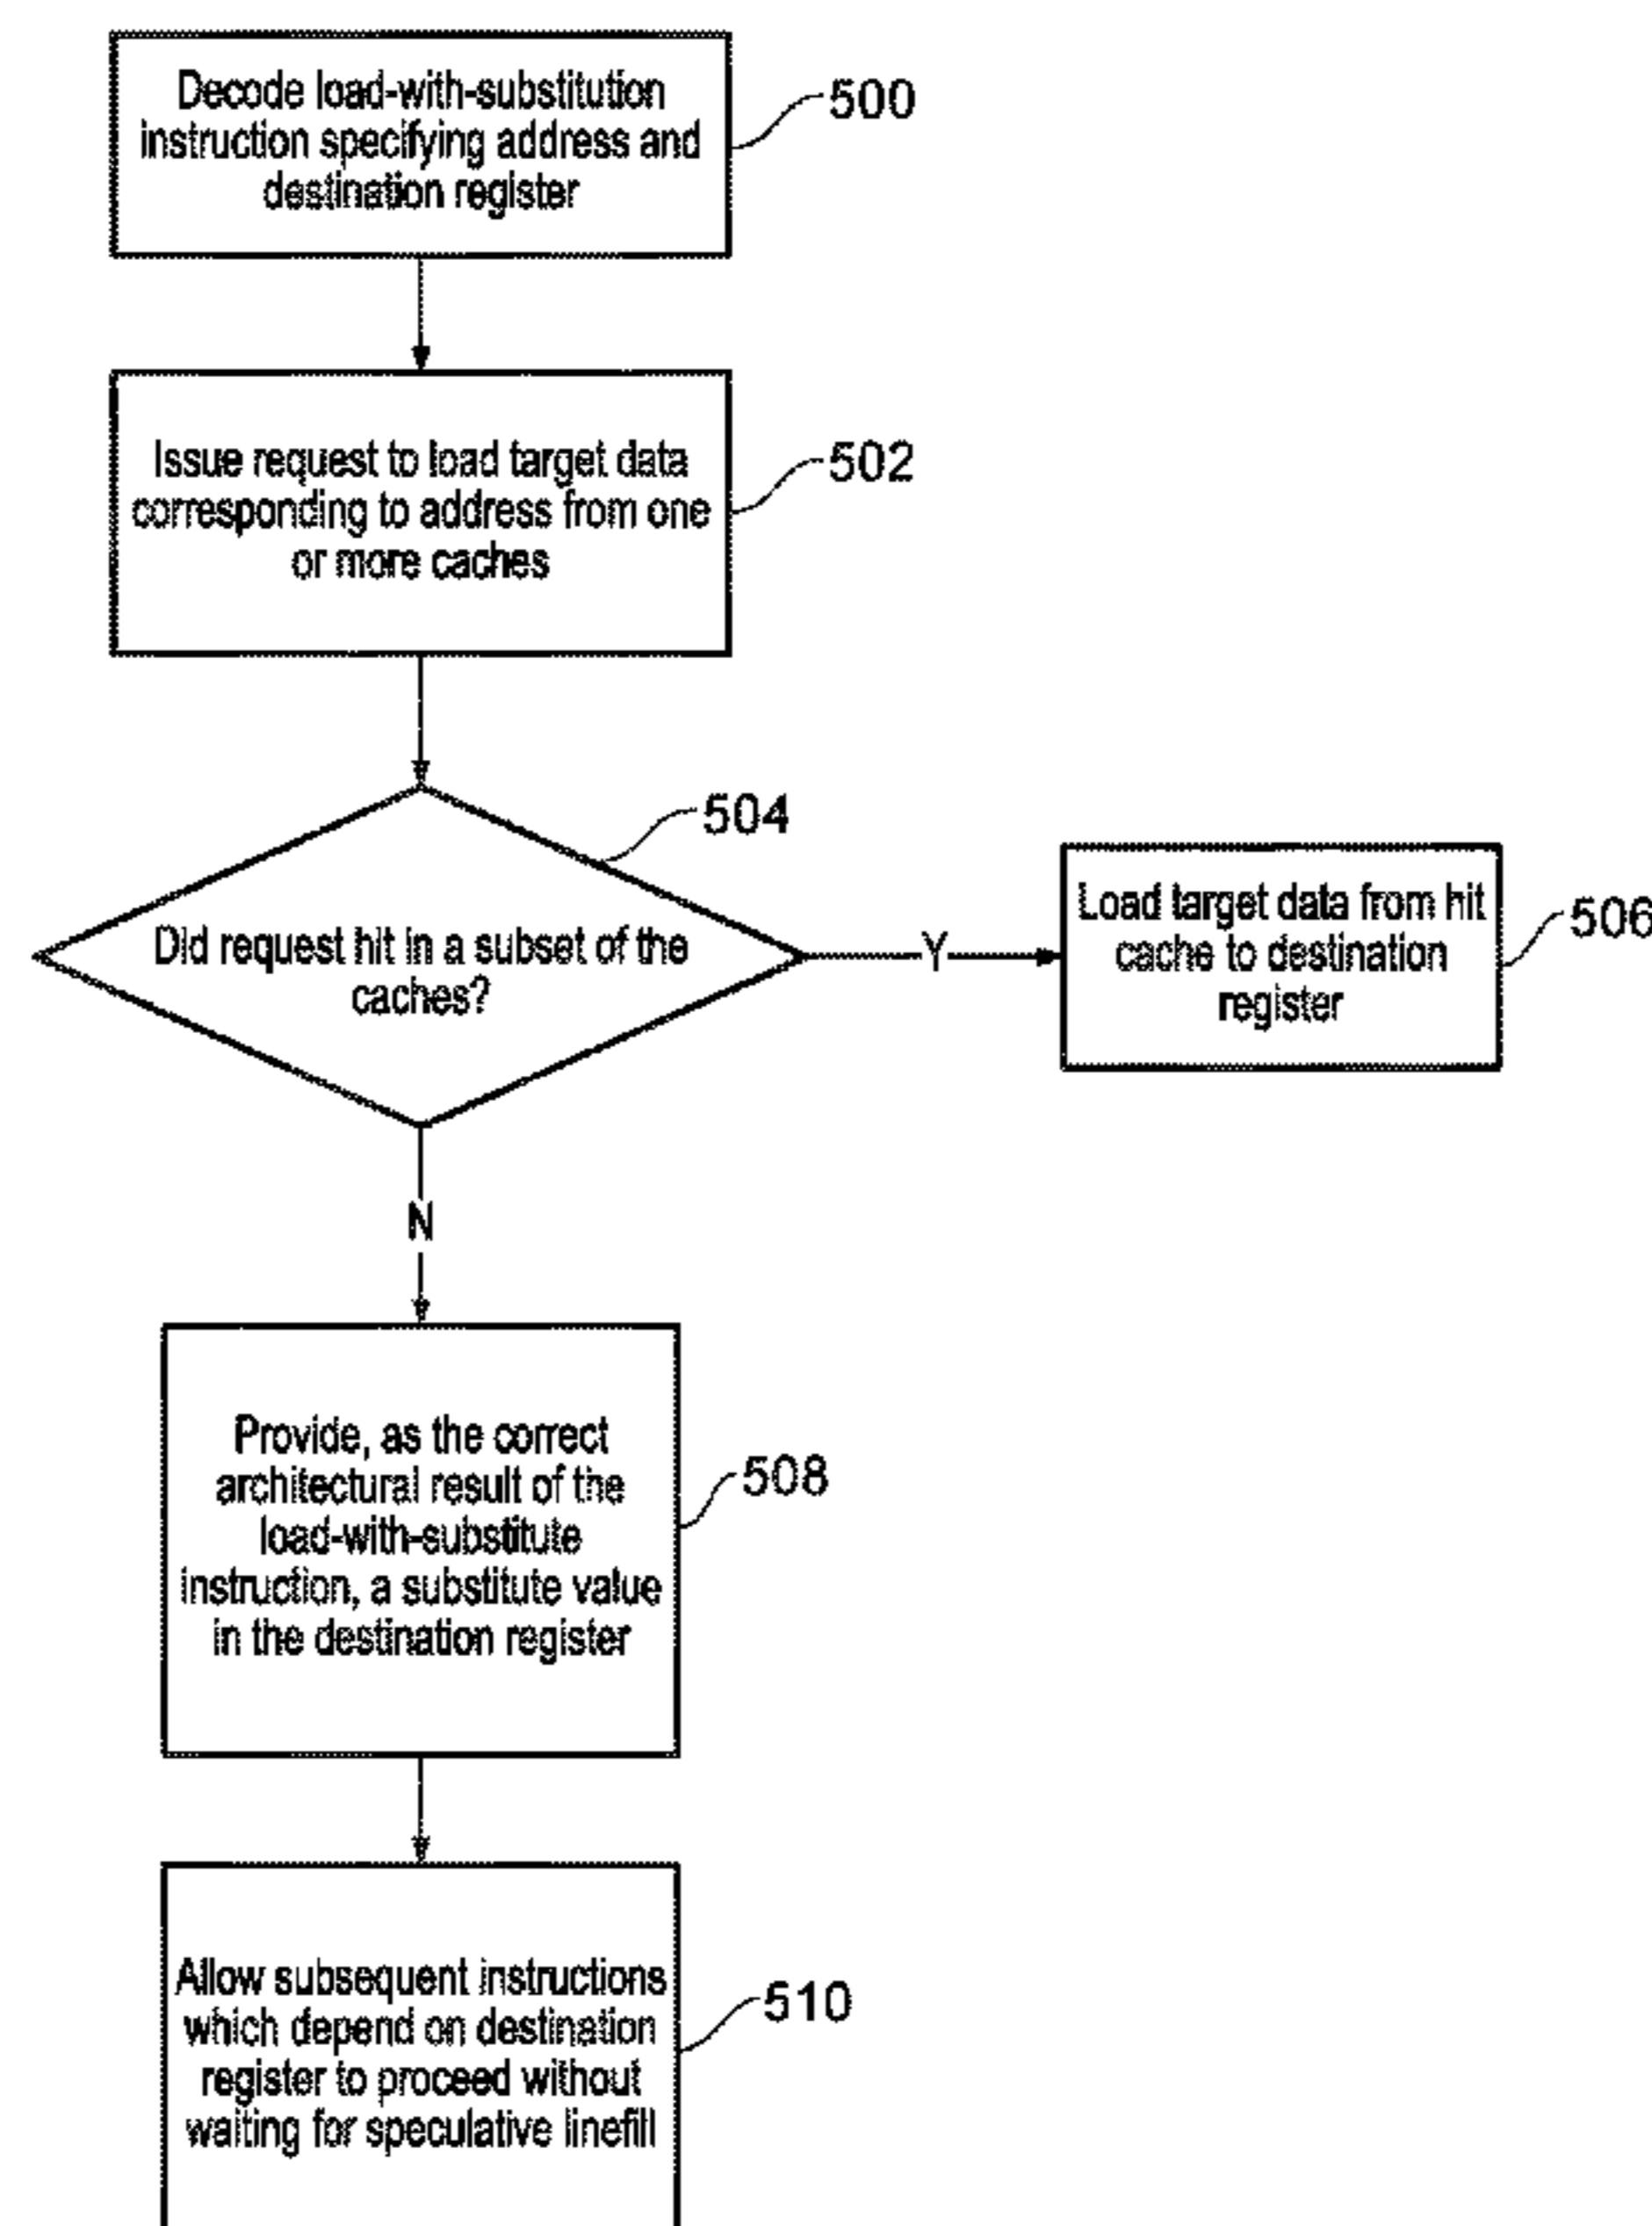 Decode load-with-substitution
instruction specifying address and
destination register
500
Issue request to load target data
corresponding to address from one
or more caches
502
504
Did request hit in a subset of the
caches?
Y
Load target data from hit
cache to destination
register
506
N
Provide, as the correct
architectural result of the
load-with-substitute
instruction, a substitute value
in the destination register
508
Allow subsequent instructions
which depend on destination
register to proceed without
waiting for speculative linefill
510